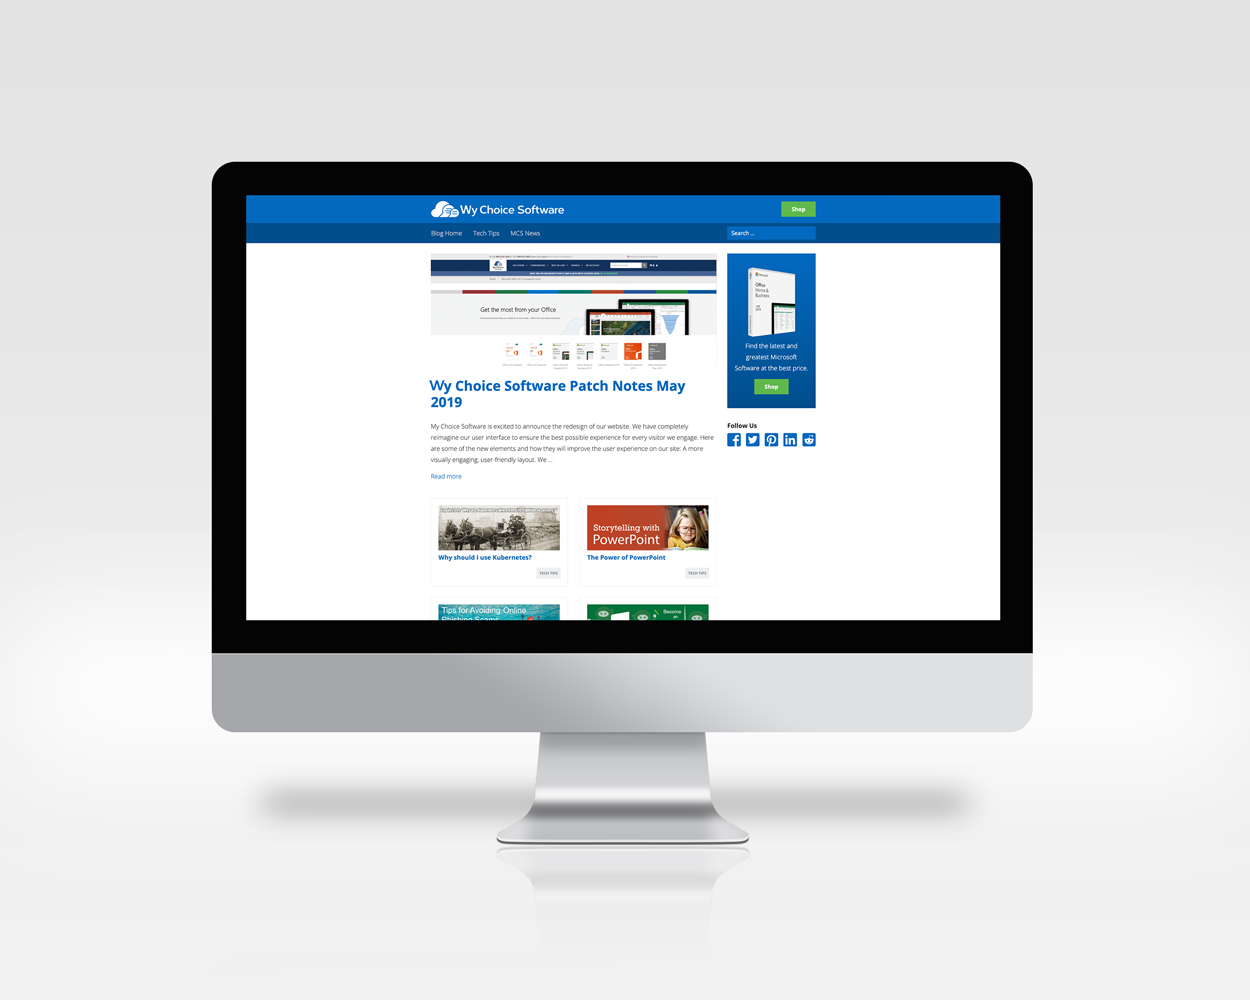 Wy Choice Software
Shop
Blog Home Tech Tips MCS News
Search ...
Get the most from your Office
Microsoft
Office
Home &
Business
2019
Find the latest and
greatest Microsoft
Software at the best price.
Shop
Wy Choice Software Patch Notes May
2019
My Choice Software is excited to announce the redesign of our website. We have completely
reimagine our user interface to ensure the best possible experience for every visitor we engage. Here
are some of the new elements and how they will improve the user experience on our site: A more
visually engaging, user-friendly layout. We ...
Read more
Follow Us
Storytelling with
PowerPoint
Why should I use Kubernetes?
TECH TIPS
The Power of PowerPoint
TECH TIPS
Tips for Avoiding Online
Phishing Scams
Become